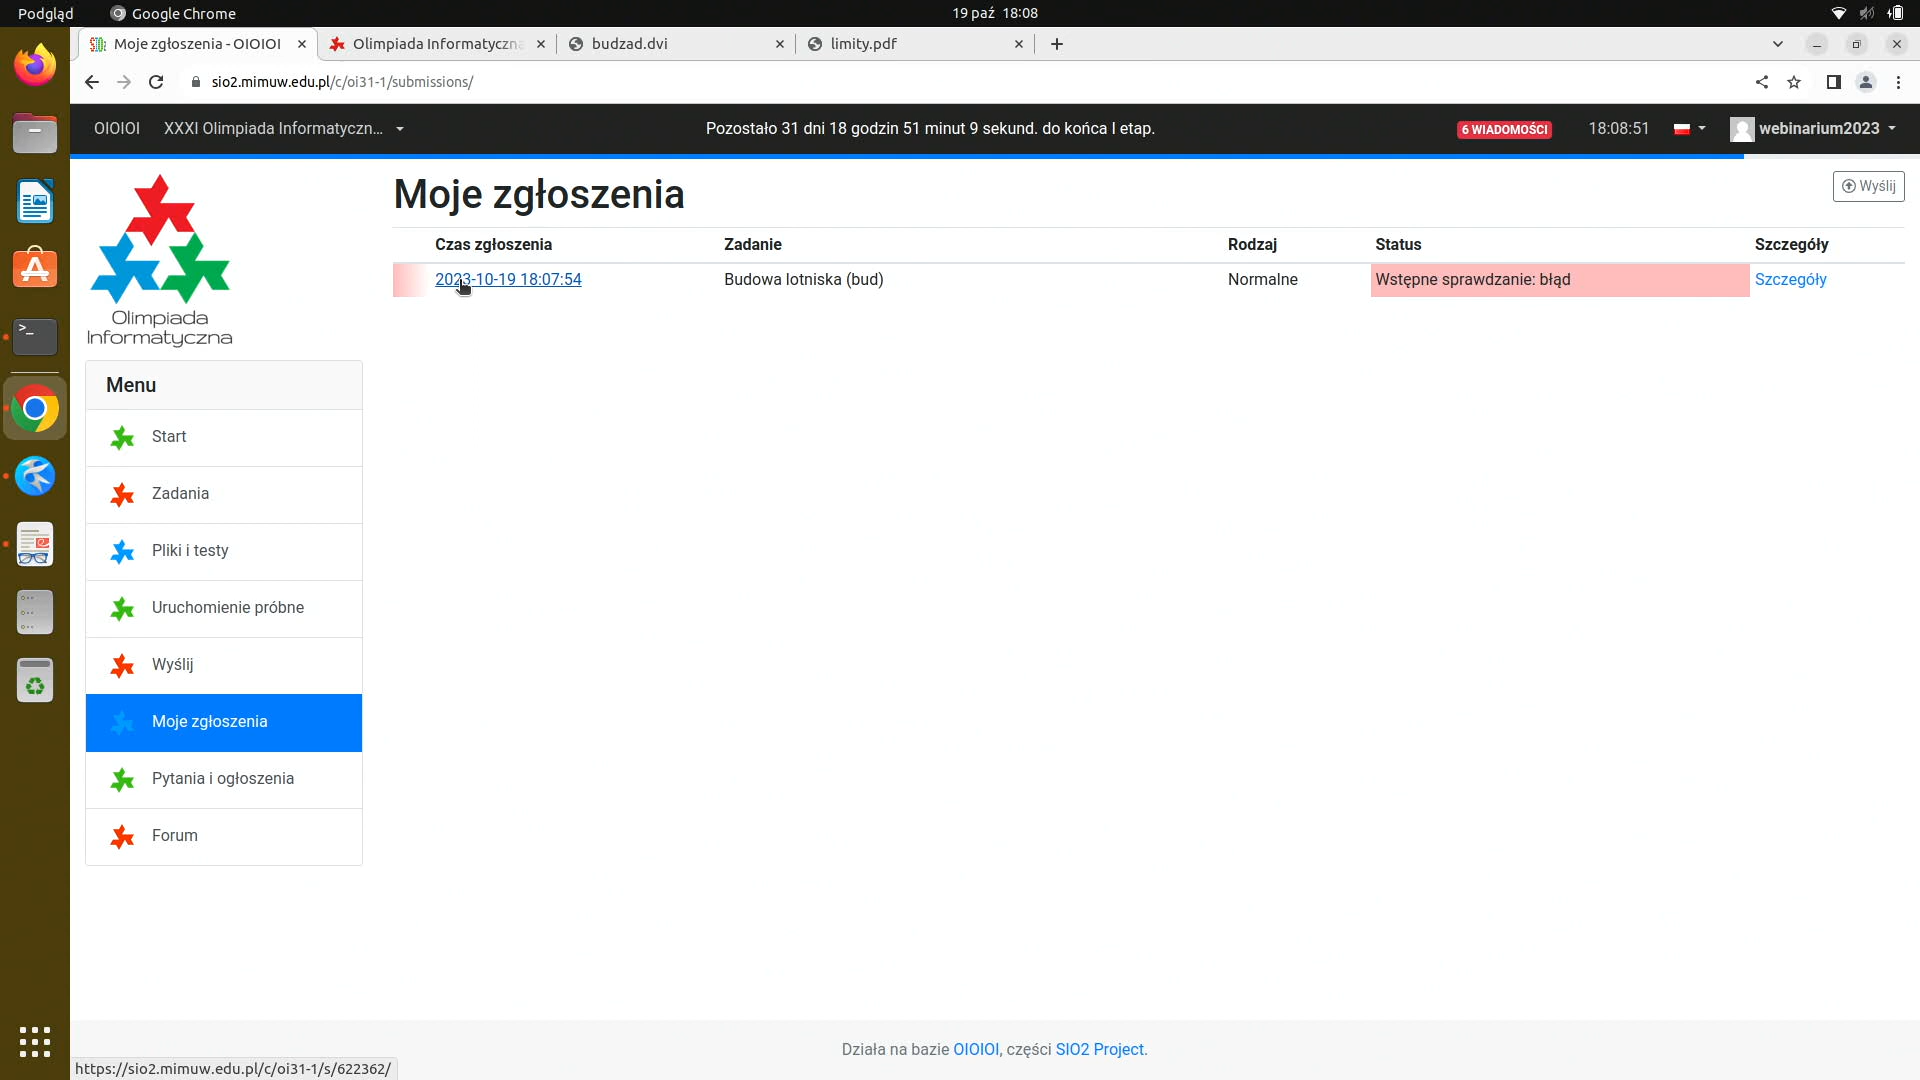 Podgląd
Google Chrome
19 paź 18:08
Moje zgłoszenia - OIOIOI
Olimpiada Informatyczna
budzad.dvi
limity.pdf
sio2.mimuw.edu.pl/c/oi31-1/submissions/
OIOIOI
XXXI Olimpiada Informatyczn...
Pozostało 31 dni 18 godzin 51 minut 9 sekund. do końca I etap.
6 WIADOMOŚCI
18:08:51
webinarium2023
Olimpiada
Informatyczna
Moje zgłoszenia
Wyślij
Czas zgłoszenia Zadanie Rodzaj Status Szczegóły
2023-10-19 18:07:54 Budowa lotniska (bud) Normalne Wstępne sprawdzanie: błąd Szczegóły
Menu
Start
Zadania
Pliki i testy
Uruchomienie próbne
Wyślij
Moje zgłoszenia
Pytania i ogłoszenia
Forum
Działa na bazie OIOIOI, części SIO2 Project.
https://sio2.mimuw.edu.pl/c/oi31-1/s/622362/